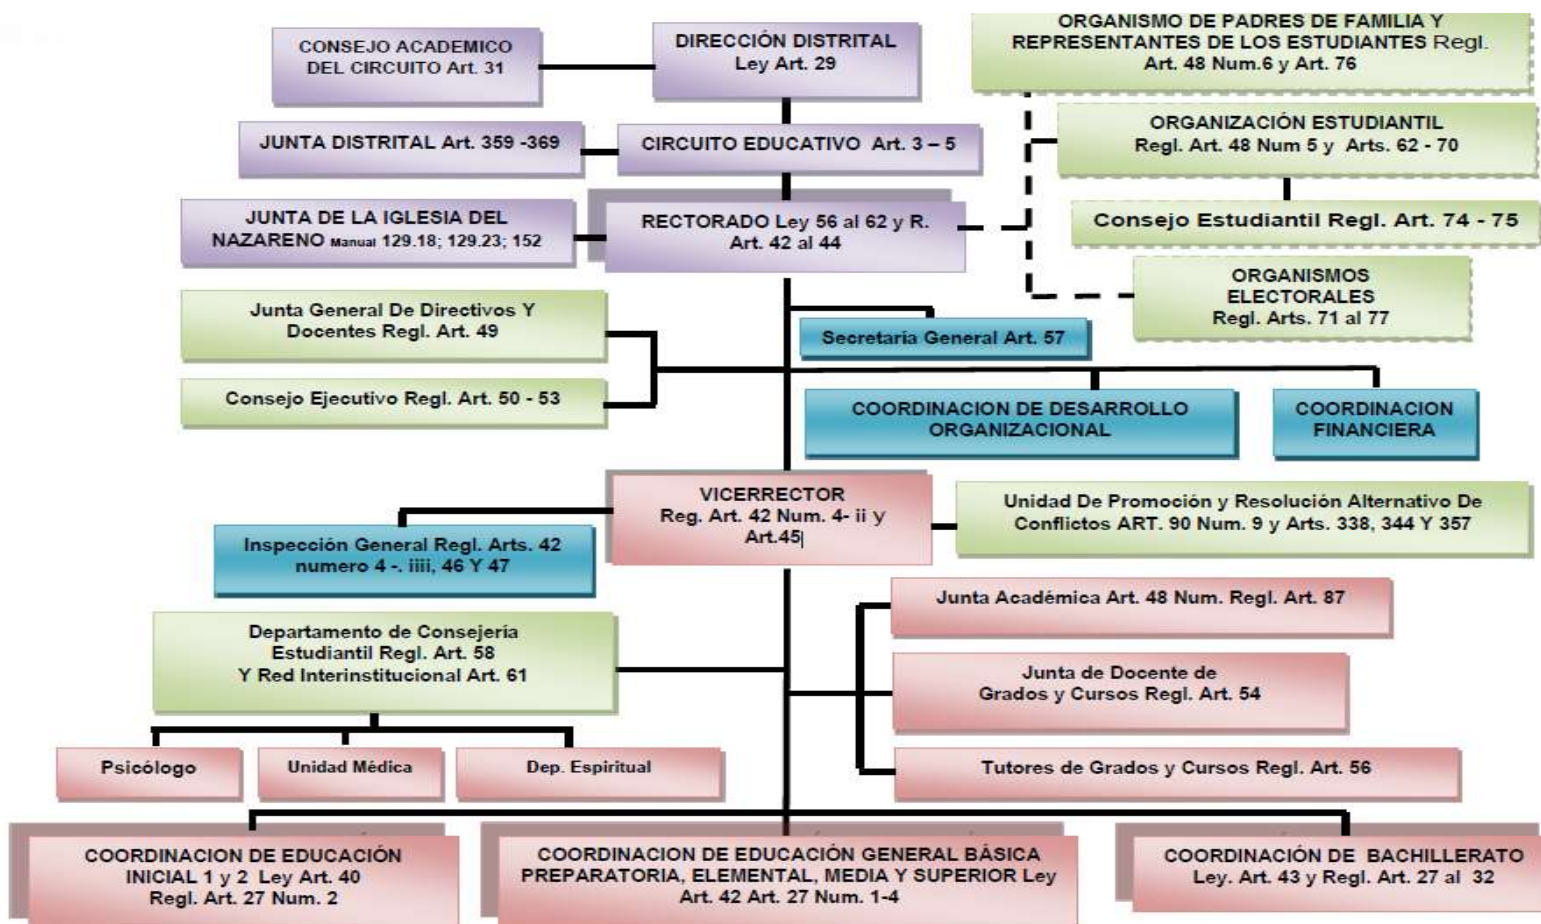 CONSEJO ACADEMICO
DEL CIRCUITO Art. 31
DIRECCIÓN DISTRITAL
Ley Art. 29
ORGANISMO DE PADRES DE FAMILIA Y
REPRESENTANTES DE LOS ESTUDIANTES Regl.
Art. 48 Num.6 y Art. 76
JUNTA DISTRITAL Art. 359 -369
CIRCUITO EDUCATIVO Art. 3 – 5
ORGANIZACIÓN ESTUDIANTIL
Regl. Art. 48 Num 5 y Arts. 62 - 70
JUNTA DE LA IGLESIA DEL
NAZARENO Manual 129.18; 129.23; 152
RECTORADO Ley 56 al 62 y R.
Art. 42 al 44
Consejo Estudiantil Regl. Art. 74 - 75
ORGANISMOS
ELECTORALES
Regl. Arts. 71 al 77
Junta General De Directivos Y
Docentes Regl. Art. 49
Secretaría General Art. 57
Consejo Ejecutivo Regl. Art. 50 - 53
COORDINACION DE DESARROLLO
ORGANIZACIONAL
COORDINACION
FINANCIERA
VICERRECTOR
Reg. Art. 42 Num. 4- ii y
Art.45
Unidad De Promoción y Resolución Alternativo De
Conflictos ART. 90 Num. 9 y Arts. 338, 344 Y 357
Inspección General Regl. Arts. 42
numero 4 -. iiii, 46 Y 47
Junta Académica Art. 48 Num. Regl. Art. 87
Departamento de Consejería
Estudiantil Regl. Art. 58
Y Red Interinstitucional Art. 61
Junta de Docente de
Grados y Cursos Regl. Art. 54
Psicólogo
Unidad Médica
Dep. Espiritual
Tutores de Grados y Cursos Regl. Art. 56
COORDINACION DE EDUCACIÓN
INICIAL 1 y 2 Ley Art. 40
Regl. Art. 27 Num. 2
COORDINACION DE EDUCACIÓN GENERAL BÁSICA
PREPARATORIA, ELEMENTAL, MEDIA Y SUPERIOR Ley
Art. 42 Art. 27 Num. 1-4
COORDINACIÓN DE BACHILLERATO
Ley. Art. 43 y Regl. Art. 27 al 32